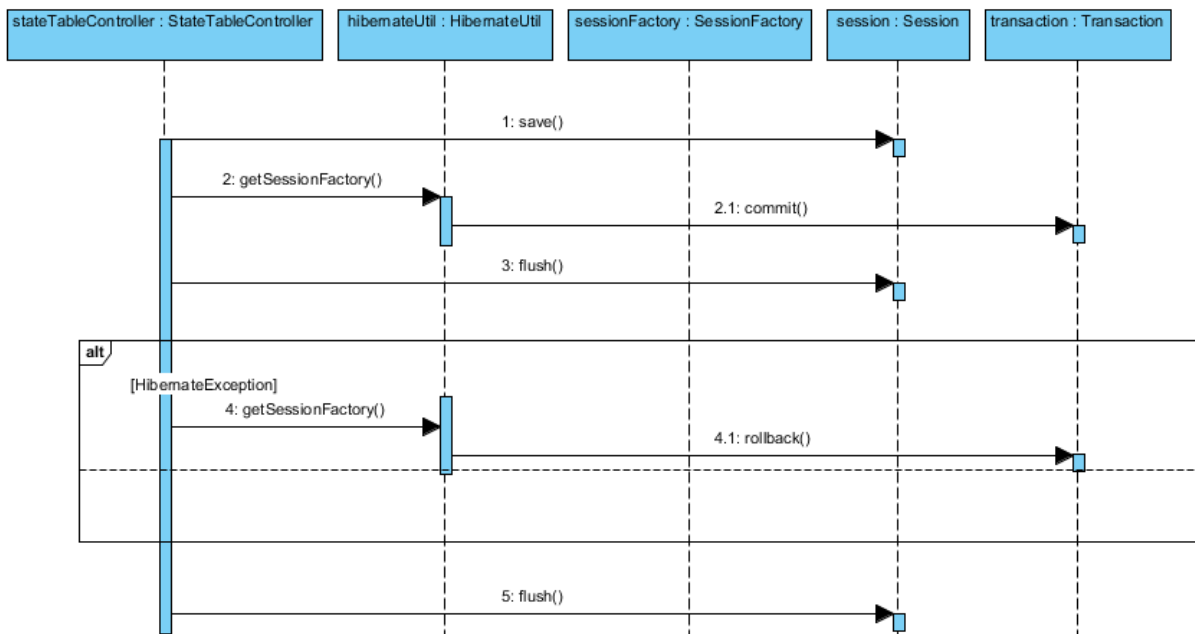 stateTableController : StateTableController
hibernateUtil : HibernateUtil
sessionFactory : SessionFactory
session : Session
transaction : Transaction
1: save()
2: getSessionFactory()
2.1: commit()
3: flush()
alt
[HibernateException]
4: getSessionFactory()
4.1: rollback()
5: flush()